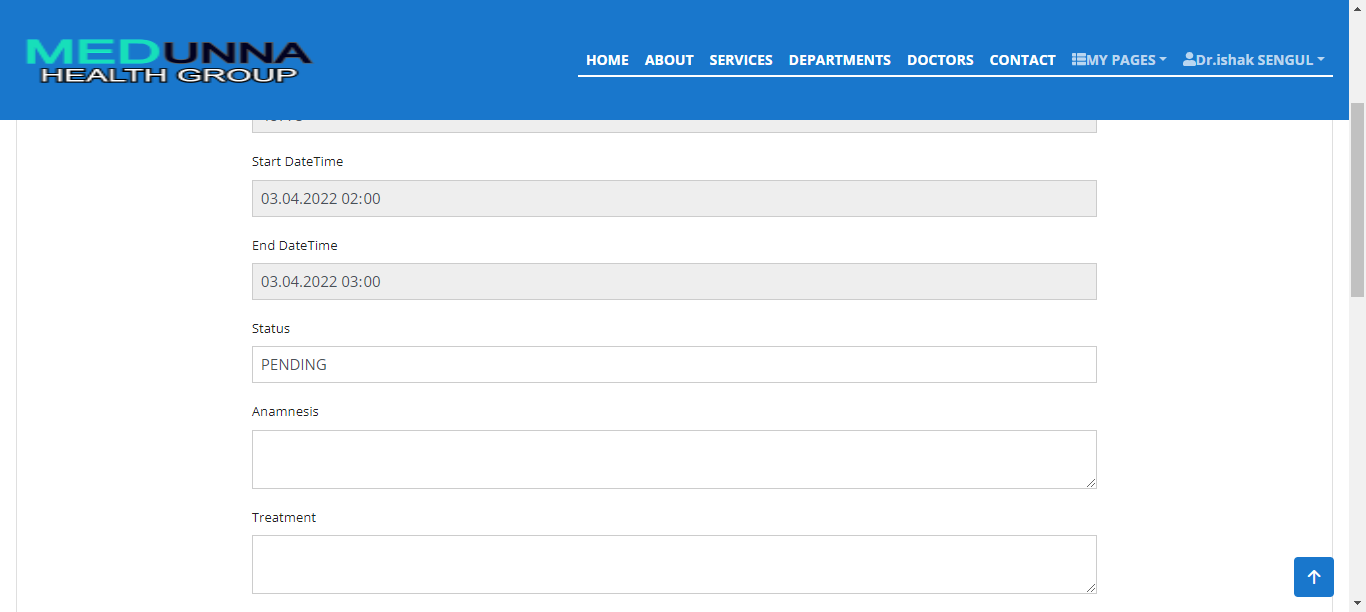 MEDUNNA
HEALTH GROUP
HOME ABOUT SERVICES DEPARTMENTS DOCTORS CONTACT MY PAGES Dr.ishak SENGUL
Start DateTime
03.04.2022 02:00
End DateTime
03.04.2022 03:00
Status
PENDING
Anamnesis
Treatment